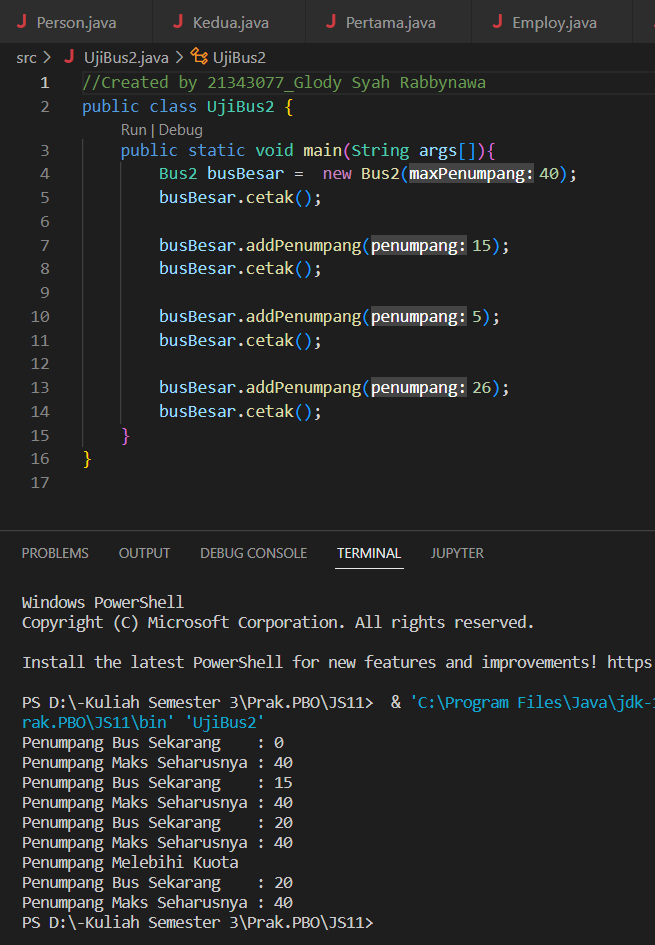 J Person.java J Kedua.java J Pertama.java J Employ.java
src > J UjiBus2.java > UjiBus2
1 //Created by 21343077_Glody Syah Rabbynawa
2 public class UjiBus2 {
Run | Debug
3 public static void main(String args[]){
4 Bus2 busBesar =  new Bus2(maxPenumpang: 40);
5 busBesar.cetak();
6
7 busBesar.addPenumpang(penumpang: 15);
8 busBesar.cetak();
9
10 busBesar.addPenumpang(penumpang: 5);
11 busBesar.cetak();
12
13 busBesar.addPenumpang(penumpang: 26);
14 busBesar.cetak();
15 }
16 }
17
PROBLEMS OUTPUT DEBUG CONSOLE TERMINAL JUPYTER
Windows PowerShell
Copyright (C) Microsoft Corporation. All rights reserved.
Install the latest PowerShell for new features and improvements! https
PS D:\-Kuliah Semester 3\Prak.PBO\JS11>  & 'C:\Program Files\Java\jdk-1
rak.PBO\JS11\bin' 'UjiBus2'
Penumpang Bus Sekarang    : 0
Penumpang Maks Seharusnya : 40
Penumpang Bus Sekarang    : 15
Penumpang Maks Seharusnya : 40
Penumpang Bus Sekarang    : 20
Penumpang Maks Seharusnya : 40
Penumpang Melebihi Kuota
Penumpang Bus Sekarang    : 20
Penumpang Maks Seharusnya : 40
PS D:\-Kuliah Semester 3\Prak.PBO\JS11>